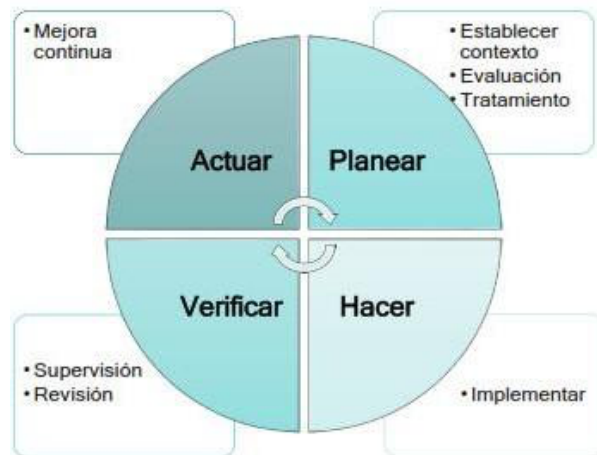 • Mejora
continua
• Establecer
contexto
• Evaluación
• Tratamiento
Actuar
Planear
Verificar
Hacer
• Supervisión
• Revisión
• Implementar